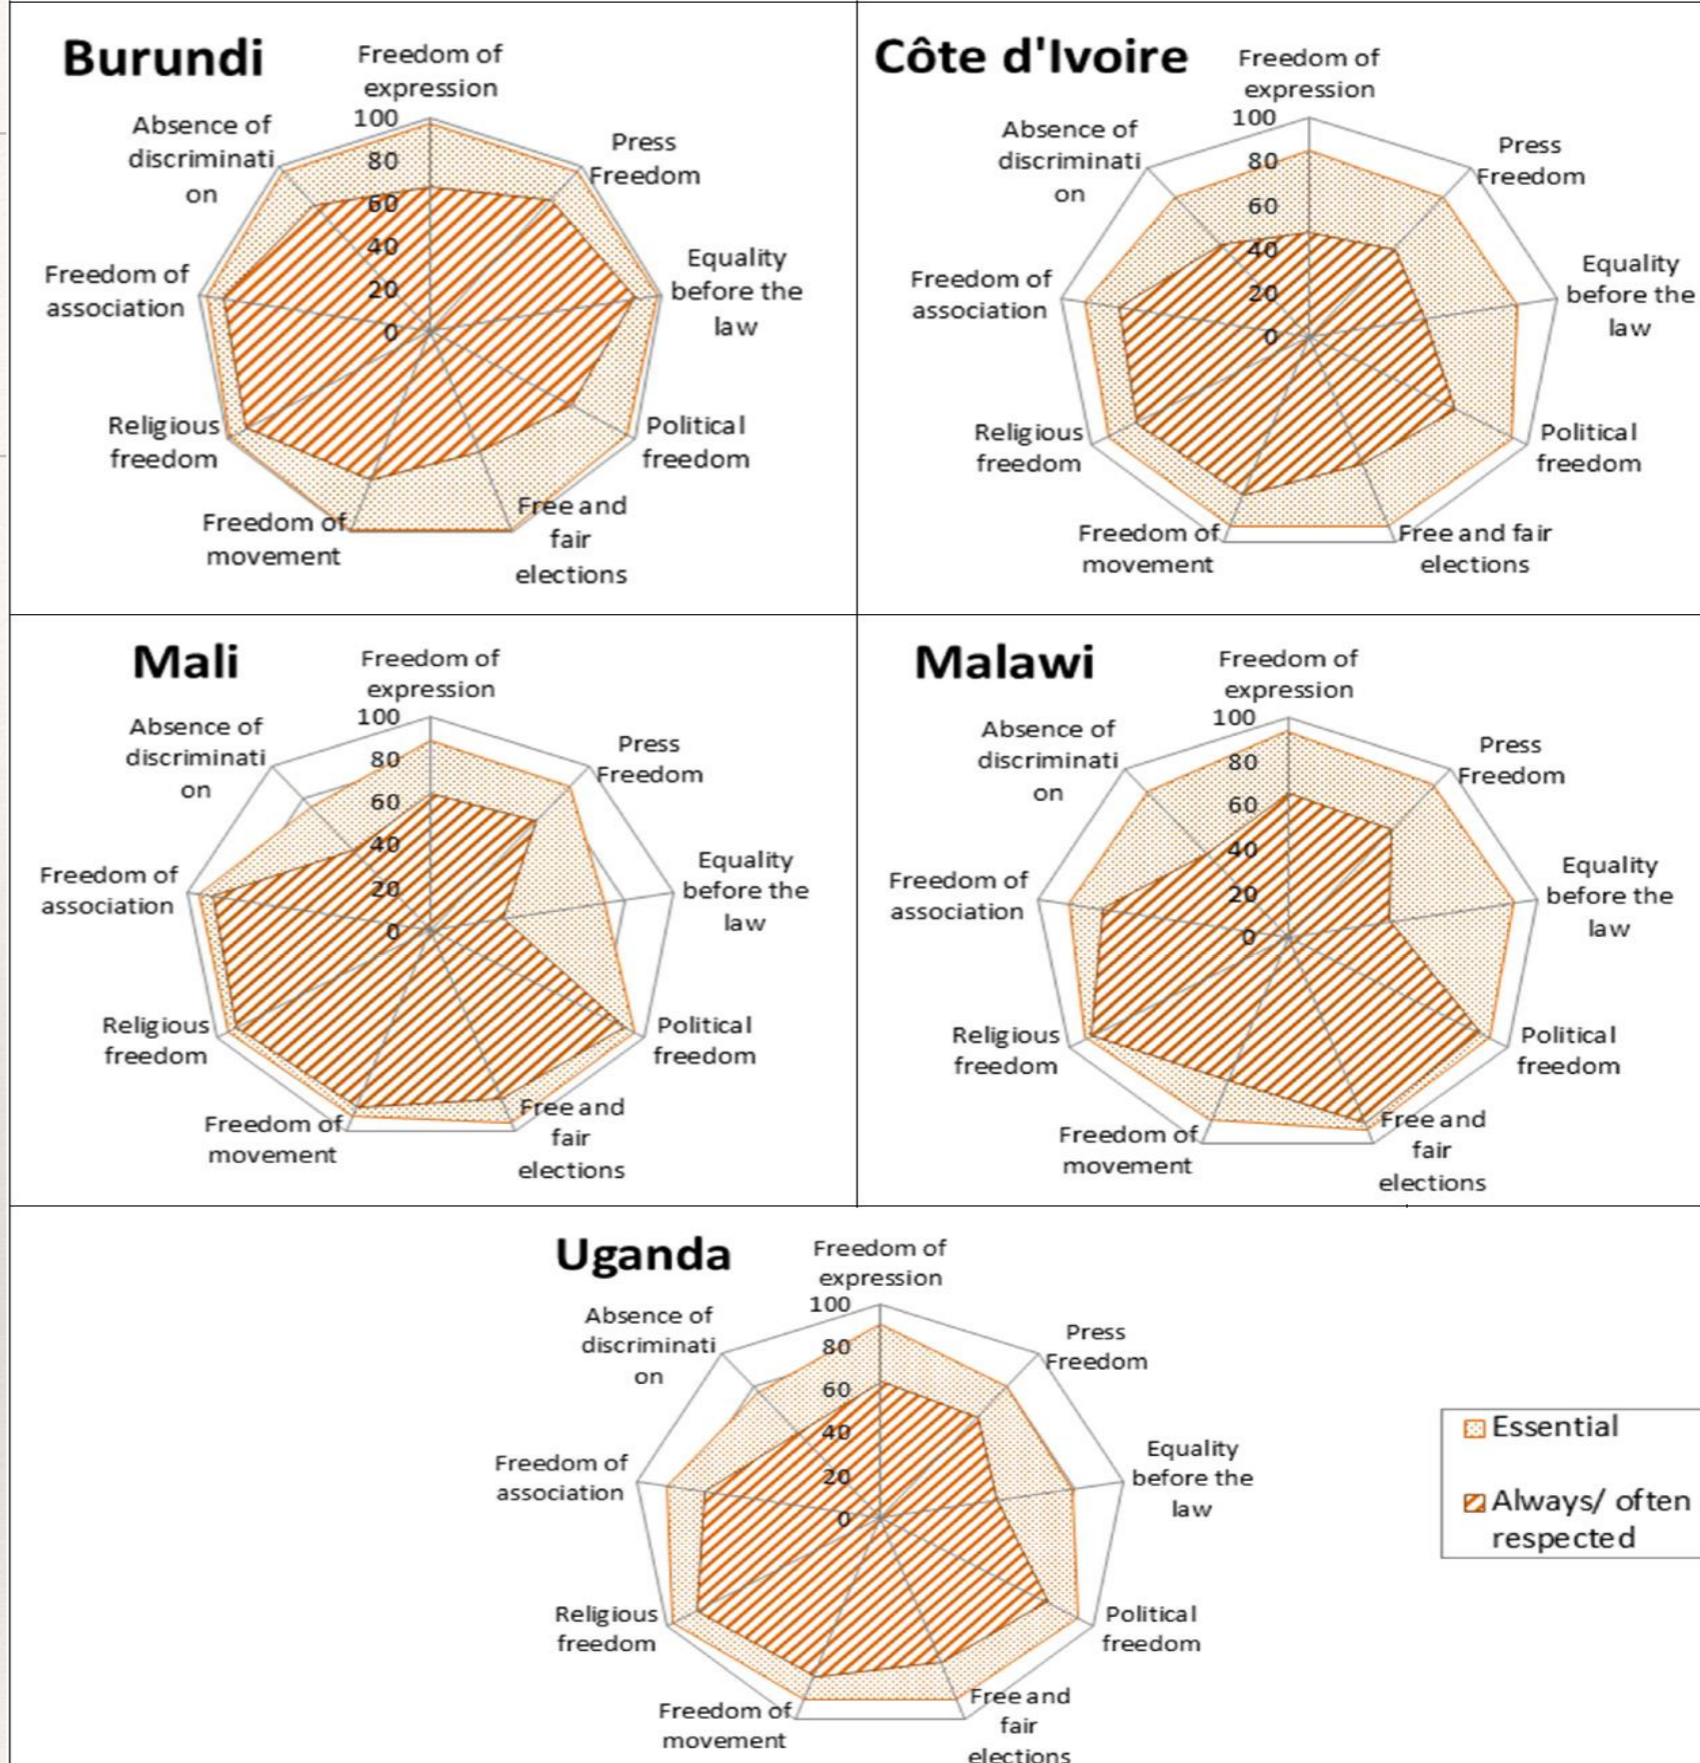 Burundi
Freedom of
expression
Press
Freedom
Equality
before the
law
Political
freedom
Free and
fair
elections
Freedom of
movement
Religious
freedom
Freedom of
association
Absence of
discriminati
on
100
80
60
40
20
0
Côte d'Ivoire
Freedom of
expression
Press
Freedom
Equality
before the
law
Political
freedom
Free and fair
elections
Freedom of
movement
Religious
freedom
Freedom of
association
Absence of
discriminati
on
100
80
60
40
20
0
Mali
Freedom of
expression
Press
Freedom
Equality
before the
law
Political
freedom
Free and
fair
elections
Freedom of
movement
Religious
freedom
Freedom of
association
Absence of
discriminati
on
100
80
60
40
20
0
Malawi
Freedom of
expression
Press
Freedom
Equality
before the
law
Political
freedom
Free and
fair
elections
Freedom of
movement
Religious
freedom
Freedom of
association
Absence of
discriminati
on
100
80
60
40
20
0
Uganda
Freedom of
expression
Press
Freedom
Equality
before the
law
Political
freedom
Free and
fair
elections
Freedom of
movement
Religious
freedom
Freedom of
association
Absence of
discriminati
on
100
80
60
40
20
0
Essential
Always/ often
respected